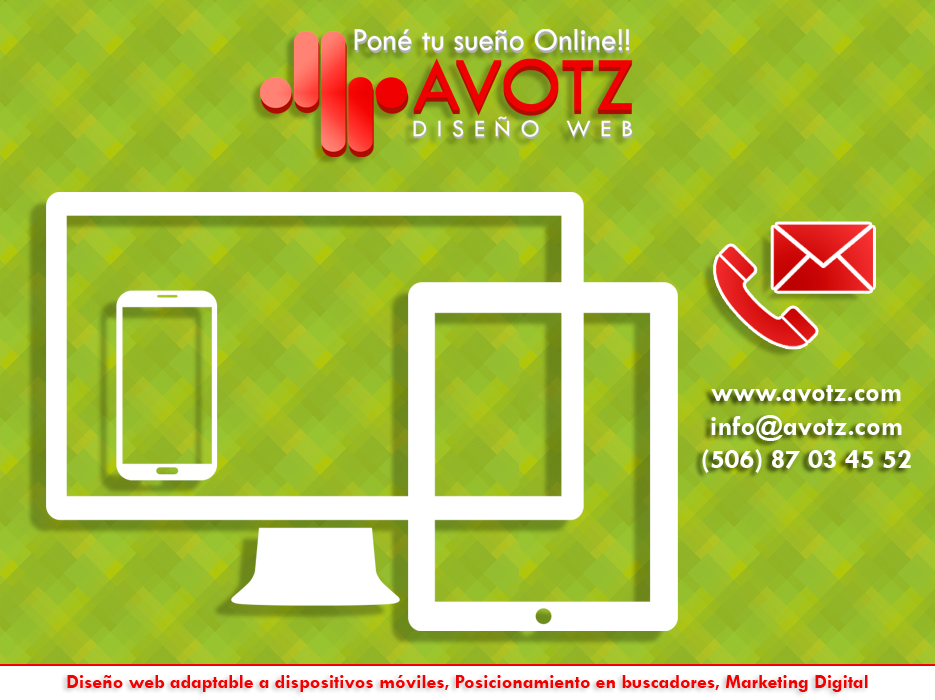 Poné tu sueño Online!!
AVOTZ
DISEÑO WEB
www.avotz.com
info@avotz.com
(506) 87 03 45 52
Diseño web adaptable a dispositivos móviles, Posicionamiento en buscadores, Marketing Digital